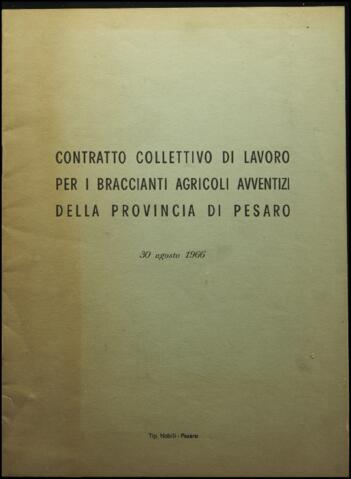 CONTRATTO COLLETTIVO DI LAVORO
PER I BRACCIANTI AGRICOLI AVVENTIZI
DELLA PROVINCIA DI PESARO
30 agosto 1966
Tip. Nobili - Pesaro